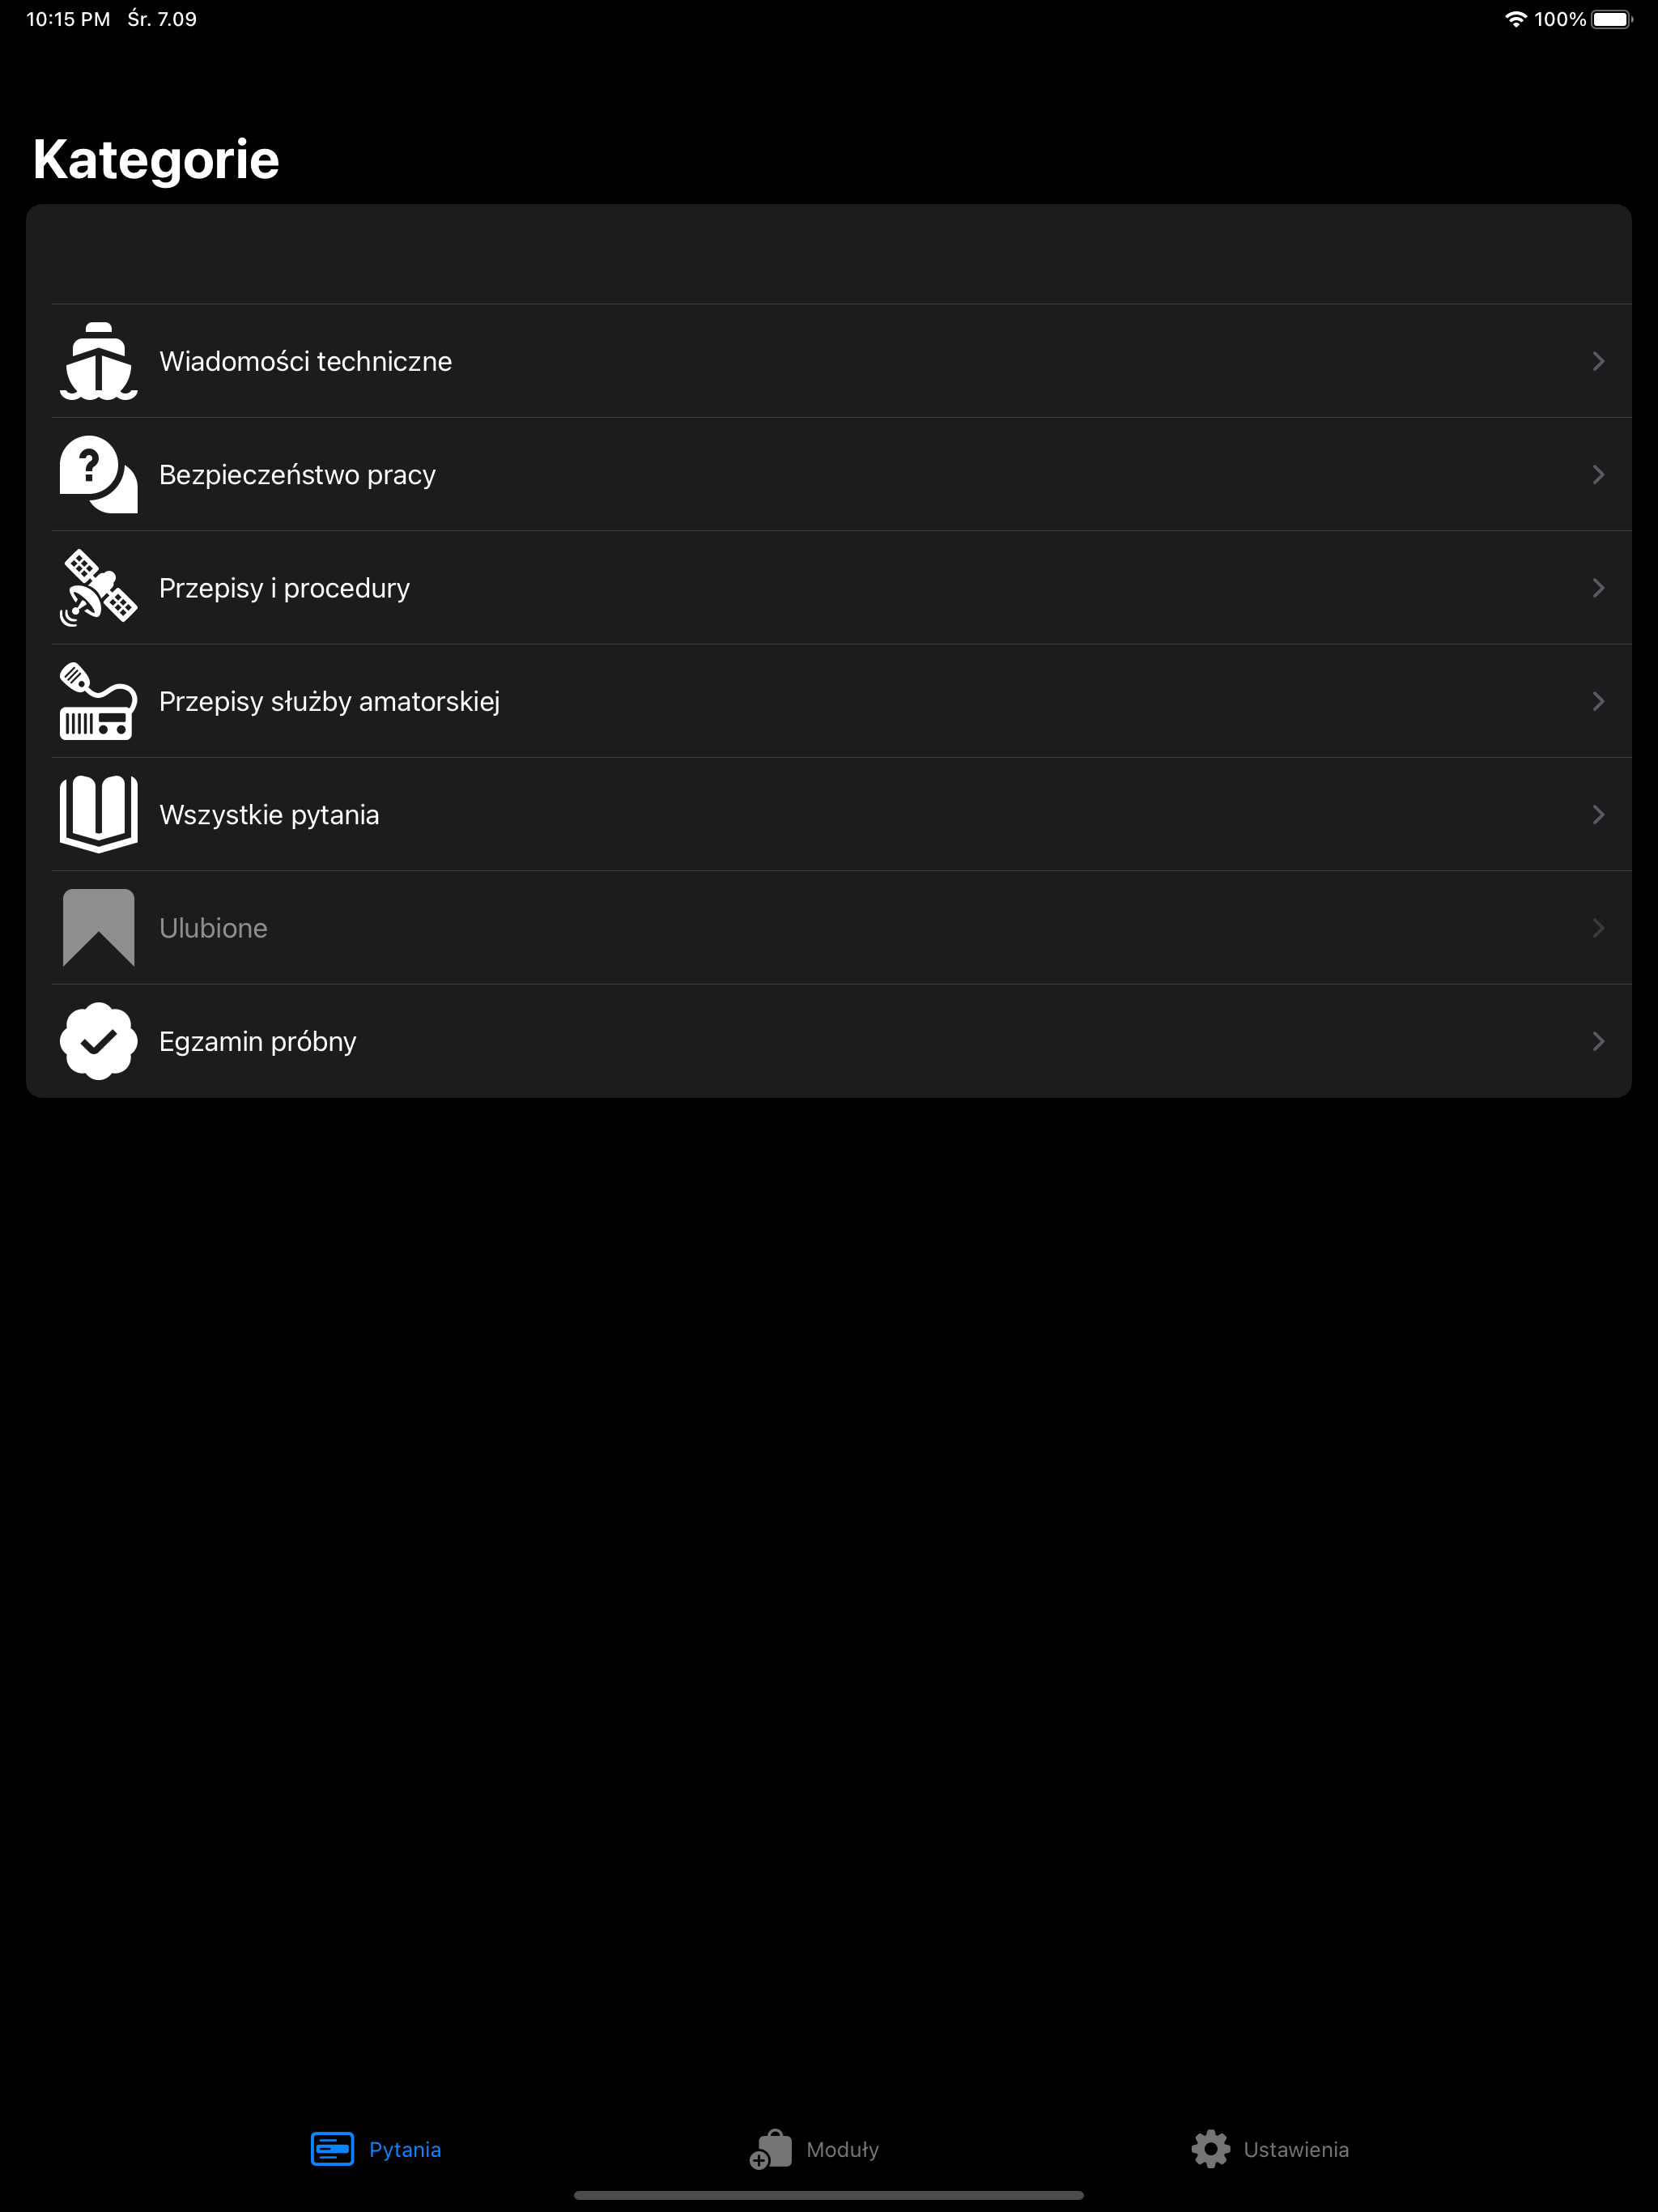 10:15 PM Śr. 7.09 100%
Kategorie
Wiadomości techniczne
Bezpieczeństwo pracy
Przepisy i procedury
Przepisy służby amatorskiej
Wszystkie pytania
Ulubione
Egzamin próbny
Pytania Moduły Ustawienia